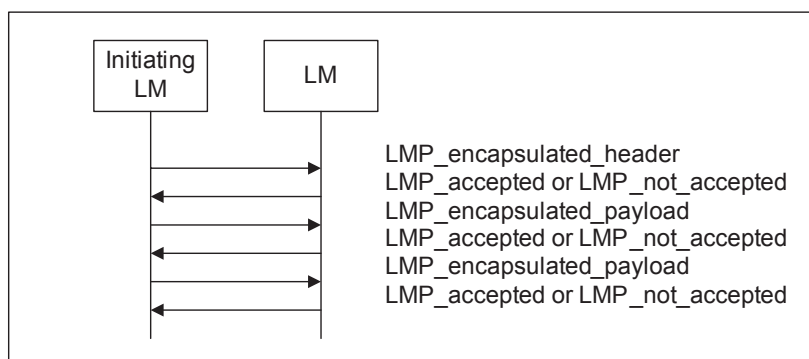 Initiating
LM
LM
LMP_encapsulated_header
LMP_accepted or LMP_not_accepted
LMP_encapsulated_payload
LMP_accepted or LMP_not_accepted
LMP_encapsulated_payload
LMP_accepted or LMP_not_accepted